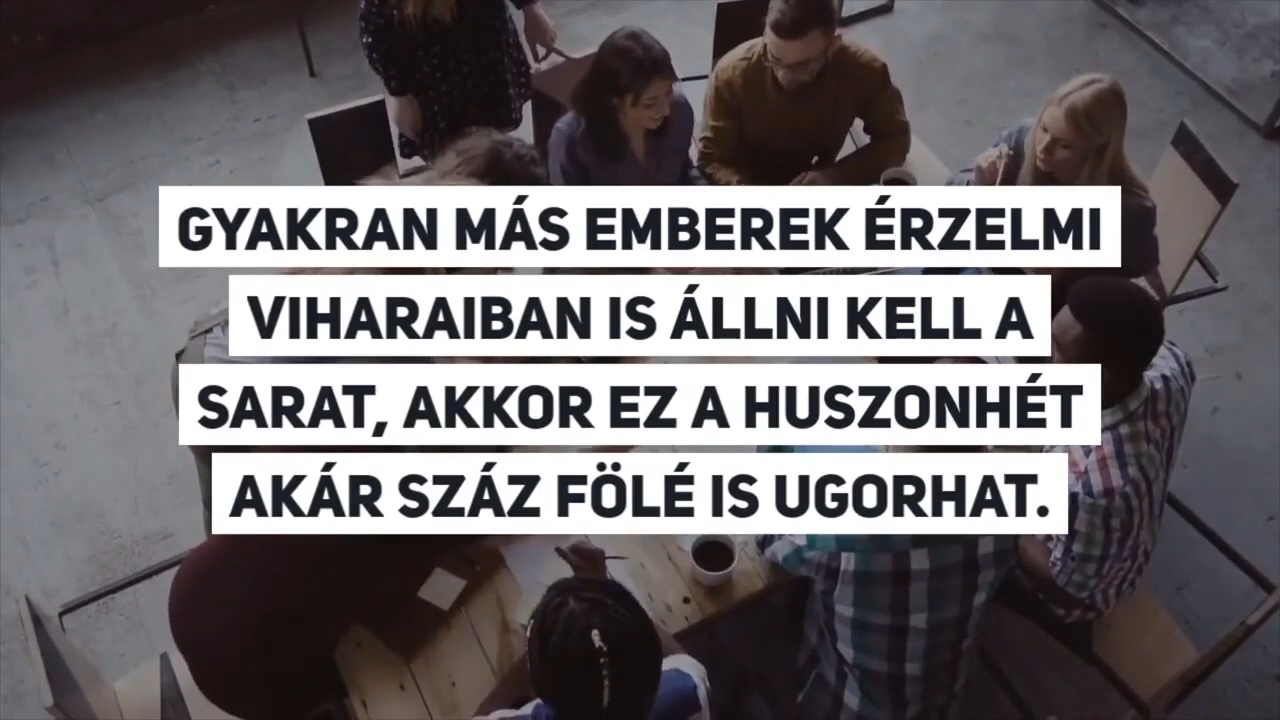 GYAKRAN MÁS EMBEREK ÉRZELMI
VIHARAIBAN IS ÁLLNI KELL A
SARAT, AKKOR EZ A HUSZONHÉT
AKÁR SZÁZ FÖLÉ IS UGORHAT.